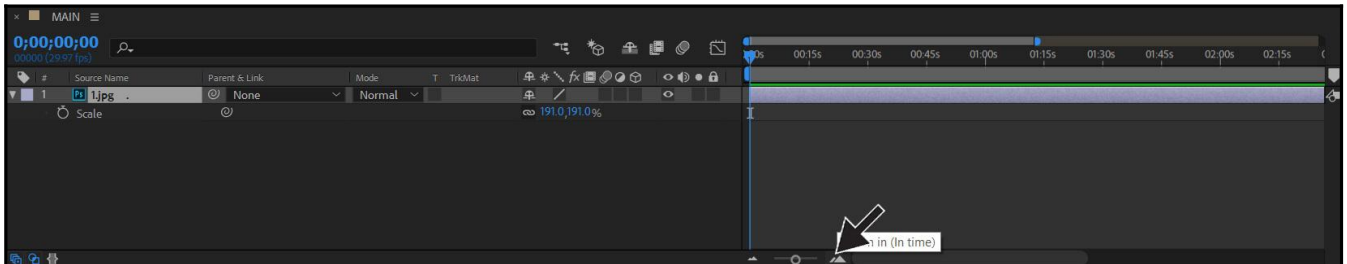 MAIN
0;00;00;00
00000 (29.97 fps)
00:15s 00:30s 00:45s 01:00s 01:15s 01:30s 01:45s 02:00s 02:15s
# Source Name Parent & Link Mode T TrkMat fx
1 Ps 1.jpg None Normal
Scale 191.0,191.0%
in (In time)